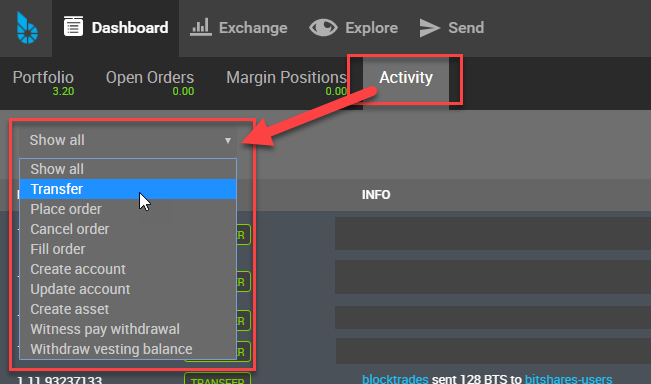 Dashboard Exchange Explore Send
Portfolio Open Orders Margin Positions Activity
3.20 0.00 0.00
Show all
Show all
Transfer
INFO
Place order
Cancel order
Fill order
Create account
Update account
Create asset
Witness pay withdrawal
Withdraw vesting balance
1.11.93237133 TRANSFER blocktrades sent 128 BTS to bitshares-users